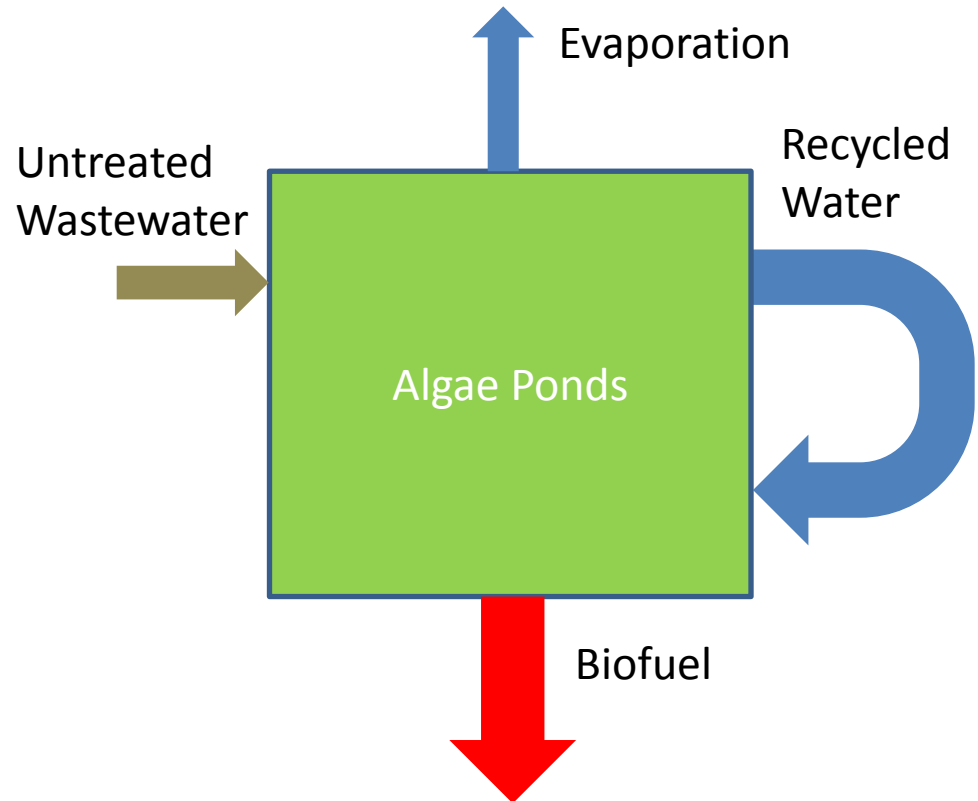 Evaporation
Untreated
Wastewater
Recycled
Water
Algae Ponds
Biofuel